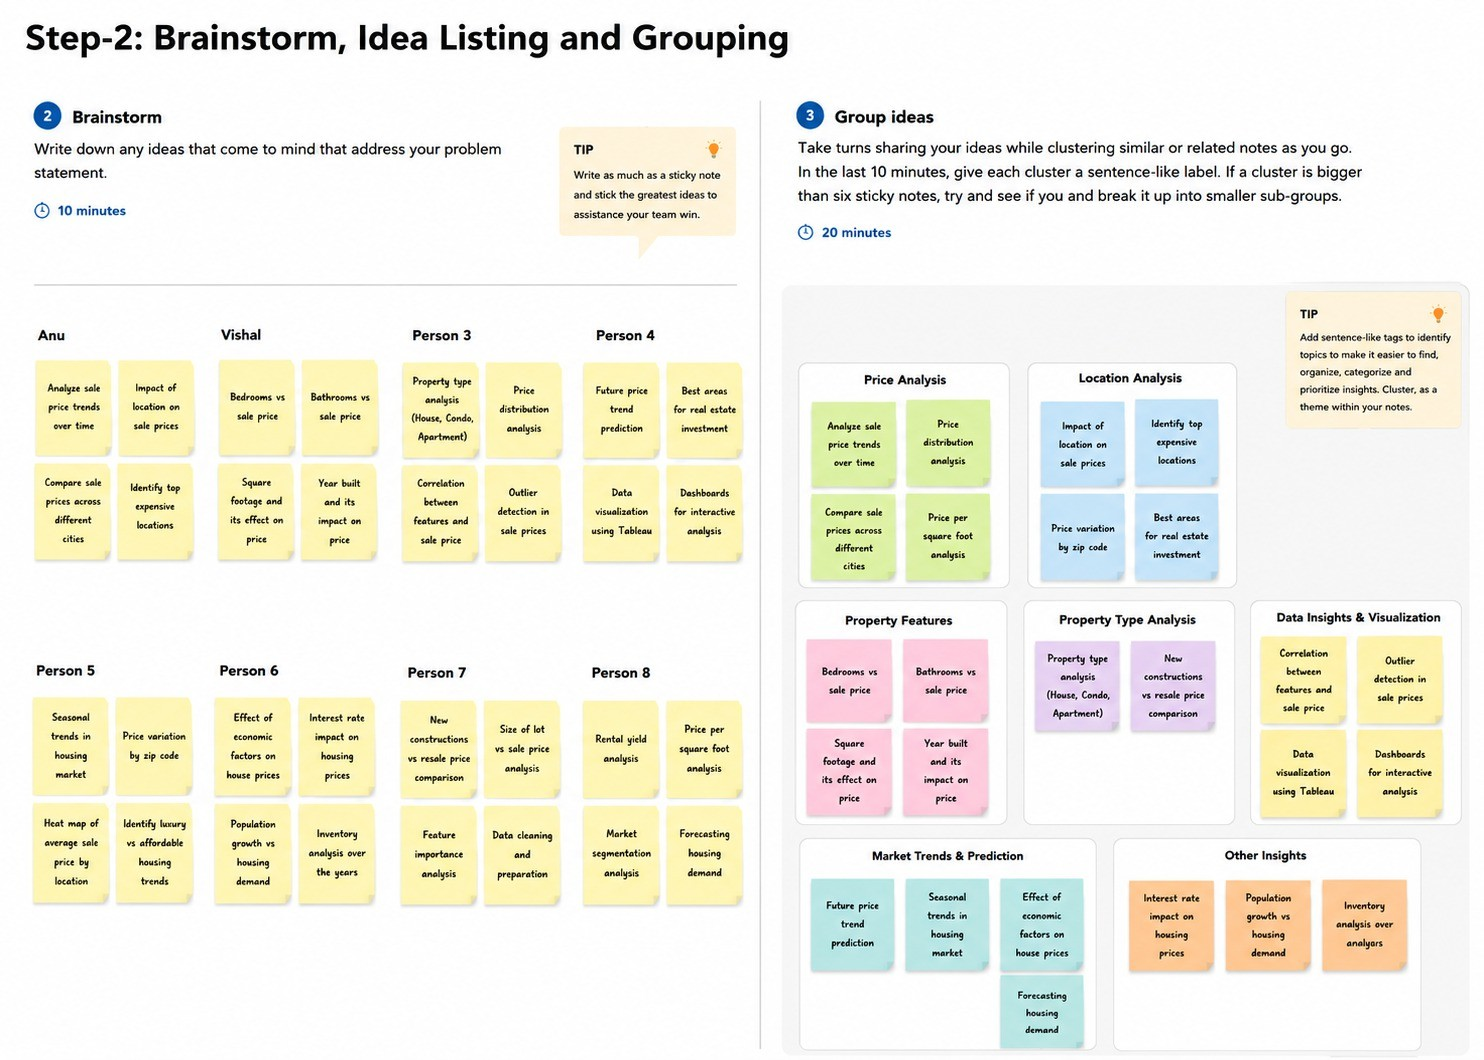 Step-2: Brainstorm, Idea Listing and Grouping
2
Brainstorm
Write down any ideas that come to mind that address your problem
statement.
10 minutes
TIP
Write as much as a sticky note
and stick the greatest ideas to
assistance your team win.
Anu
Analyze sale
price trends
over time
Impact of
location on
sale prices
Compare sale
prices across
different
cities
Identify top
expensive
locations
Vishal
Bedrooms vs
sale price
Bathrooms vs
sale price
Square
footage and
its effect on
price
Year built
and its
impact on
price
Person 3
Property type
analysis
(House, Condo,
Apartment)
Price
distribution
analysis
Correlation
between
features and
sale price
Outlier
detection in
sale prices
Person 4
Future price
trend
prediction
Best areas
for real estate
investment
Data
visualization
using Tableau
Dashboards
for interactive
analysis
Person 5
Seasonal
trends in
housing
market
Price variation
by zip code
Heat map of
average sale
price by
location
Identify luxury
vs affordable
housing
trends
Person 6
Effect of
economic
factors on
house prices
Interest rate
impact on
housing
prices
Population
growth vs
housing
demand
Inventory
analysis over
the years
Person 7
New
constructions
vs resale price
comparison
Size of lot
vs sale price
analysis
Feature
importance
analysis
Data cleaning
and
preparation
Person 8
Rental yield
analysis
Price per
square foot
analysis
Market
segmentation
analysis
Forecasting
housing
demand
3
Group ideas
Take turns sharing your ideas while clustering similar or related notes as you go.
In the last 10 minutes, give each cluster a sentence-like label. If a cluster is bigger
than six sticky notes, try and see if you and break it up into smaller sub-groups.
20 minutes
TIP
Add sentence-like tags to identify
topics to make it easier to find,
organize, categorize and
prioritize insights. Cluster, as a
theme within your notes.
Price Analysis
Analyze sale
price trends
over time
Price
distribution
analysis
Compare sale
prices across
different
cities
Price per
square foot
analysis
Location Analysis
Impact of
location on
sale prices
Identify top
expensive
locations
Price variation
by zip code
Best areas
for real estate
investment
Property Features
Bedrooms vs
sale price
Bathrooms vs
sale price
Square
footage and
its effect on
price
Year built
and its
impact on
price
Property Type Analysis
Property type
analysis
(House, Condo,
Apartment)
New
constructions
vs resale price
comparison
Data Insights & Visualization
Correlation
between
features and
sale price
Outlier
detection in
sale prices
Data
visualization
using Tableau
Dashboards
for interactive
analysis
Market Trends & Prediction
Future price
trend
prediction
Seasonal
trends in
housing
market
Effect of
economic
factors on
house prices
Forecasting
housing
demand
Other Insights
Interest rate
impact on
housing
prices
Population
growth vs
housing
demand
Inventory
analysis over
analyars